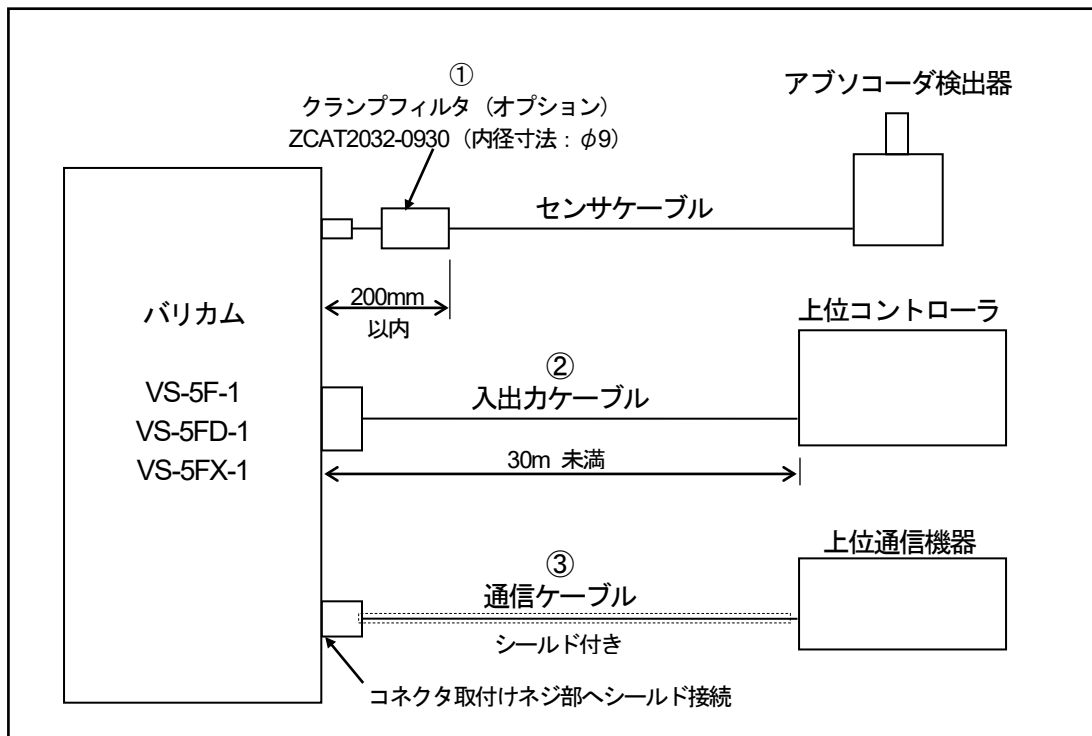 ①
クランプフィルタ（オプション）
ZCAT2032-0930（内径寸法：φ9）
アブソコーダ検出器
センサケーブル
200mm
以内
バリカム
VS-5F-1
VS-5FD-1
VS-5FX-1
上位コントローラ
②
入出力ケーブル
30m 未満
上位通信機器
③
通信ケーブル
シールド付き
コネクタ取付けネジ部へシールド接続